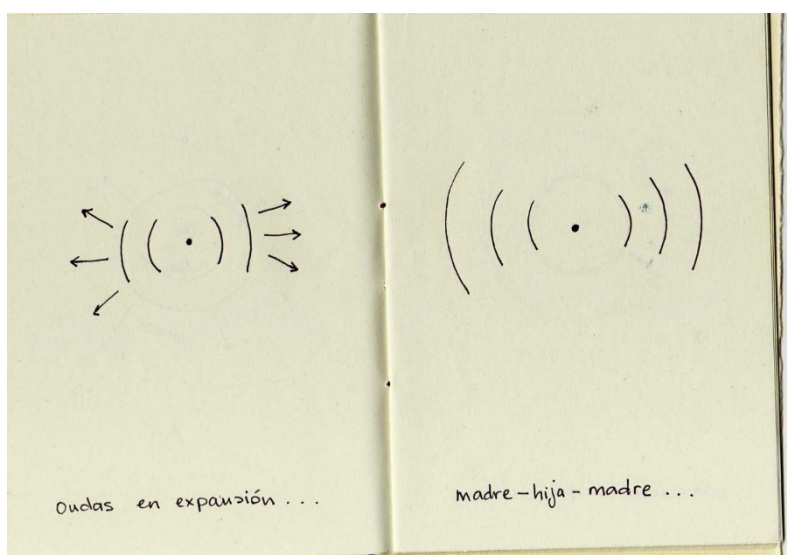 ondas en expansión . . .
madre - hija - madre . . .